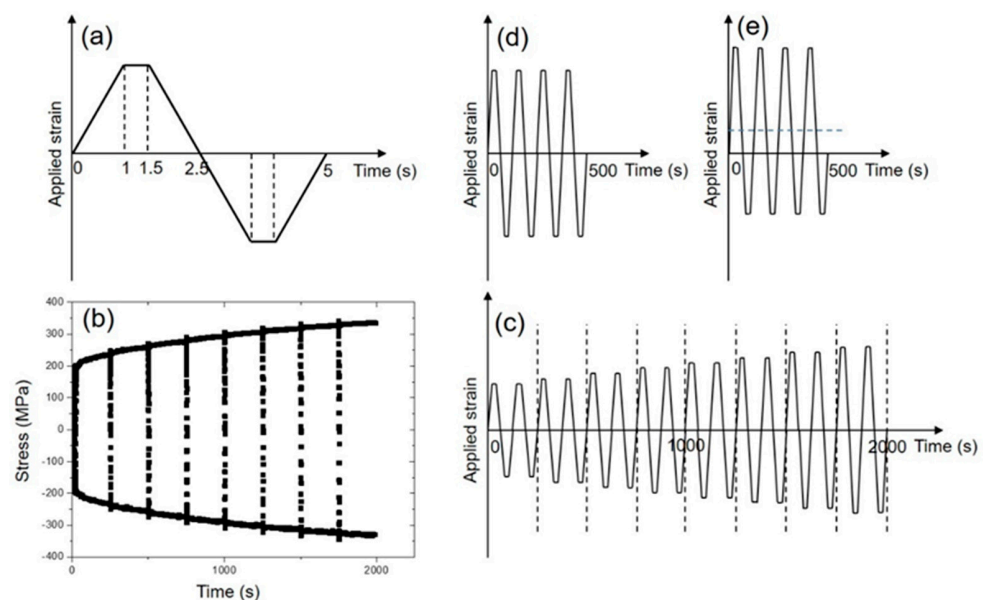 (a)
Applied strain
0
1
1.5
2.5
5
Time (s)
(d)
Applied strain
0
500
Time (s)
(e)
Applied strain
0
500
Time (s)
(b)
Stress (MPa)
400
300
200
100
0
-100
-200
-300
-400
0
1000
2000
Time (s)
(c)
Applied strain
0
1000
2000
Time (s)